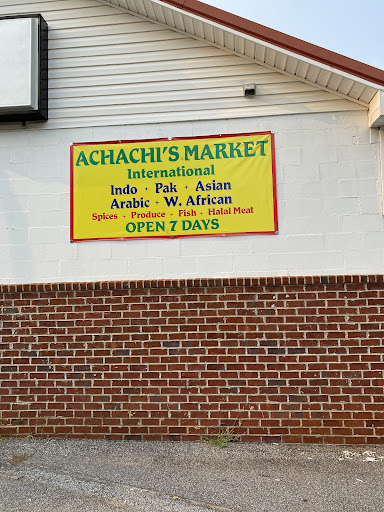 ACHACHI'S MARKET
International
Indo • Pak • Asian
Arabic • W. African
Spices • Produce • Fish • Halal Meat
OPEN 7 DAYS